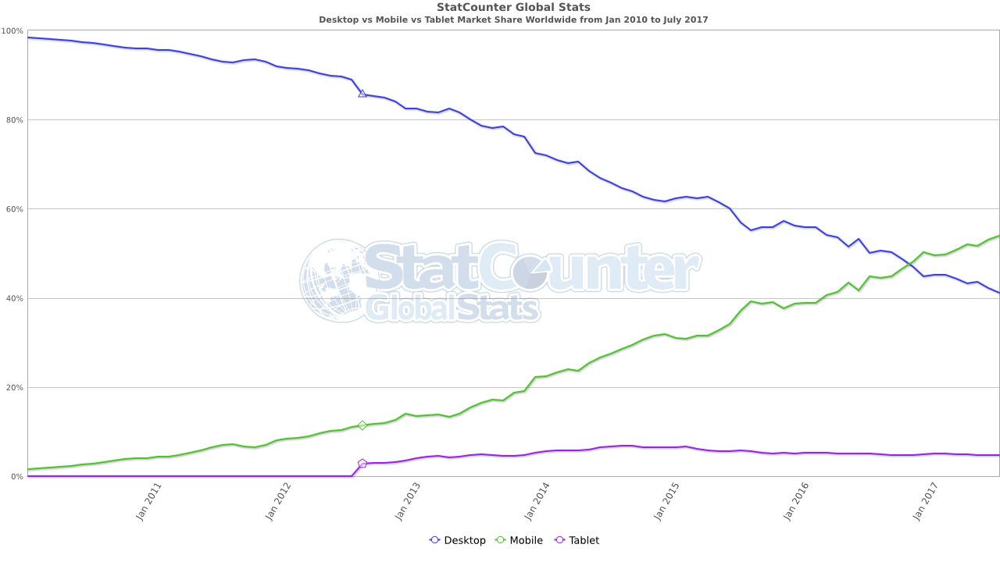 StatCounter Global Stats
Desktop vs Mobile vs Tablet Market Share Worldwide from Jan 2010 to July 2017
100%
80%
60%
40%
20%
0%
StatCounter
GlobalStats
Jan 2011
Jan 2012
Jan 2013
Jan 2014
Jan 2015
Jan 2016
Jan 2017
Desktop Mobile Tablet